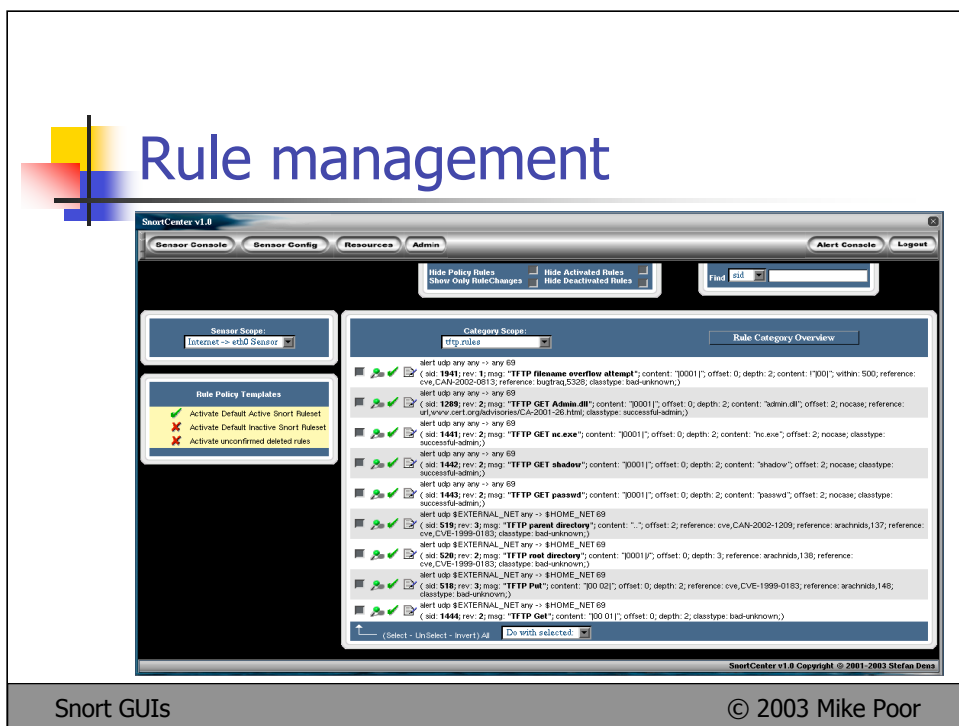 Rule management
SnortCenter v1.0
Sensor Console Sensor Config Resources Admin Alert Console Logout
Hide Policy Rules Hide Activated Rules
Show Only RuleChanges Hide Deactivated Rules
Find sid
Sensor Scope:
Internet -> eth0 Sensor
Rule Policy Templates
Activate Default Active Snort Ruleset
Activate Default Inactive Snort Ruleset
Activate unconfirmed deleted rules
Category Scope:
tftp.rules
Rule Category Overview
alert udp any any -> any 69
( sid: 1941; rev: 1; msg: "TFTP filename overflow attempt"; content: "|0001|"; offset: 0; depth: 2; content: !"|00|"; within: 500; reference:
cve,CAN-2002-0813; reference: bugtraq,5328; classtype: bad-unknown;)
alert udp any any -> any 69
( sid: 1289; rev: 2; msg: "TFTP GET Admin.dll"; content: "|0001|"; offset: 0; depth: 2; content: "admin.dll"; offset: 2; nocase; reference:
url,www.cert.org/advisories/CA-2001-26.html; classtype: successful-admin;)
alert udp any any -> any 69
( sid: 1441; rev: 2; msg: "TFTP GET nc.exe"; content: "|0001|"; offset: 0; depth: 2; content: "nc.exe"; offset: 2; nocase; classtype:
successful-admin;)
alert udp any any -> any 69
( sid: 1442; rev: 2; msg: "TFTP GET shadow"; content: "|0001|"; offset: 0; depth: 2; content: "shadow"; offset: 2; nocase; classtype:
successful-admin;)
alert udp any any -> any 69
( sid: 1443; rev: 2; msg: "TFTP GET passwd"; content: "|0001|"; offset: 0; depth: 2; content: "passwd"; offset: 2; nocase; classtype:
successful-admin;)
alert udp $EXTERNAL_NET any -> $HOME_NET 69
( sid: 519; rev: 3; msg: "TFTP parent directory"; content: ".."; offset: 2; reference: cve,CAN-2002-1209; reference: arachnids,137; reference:
cve,CVE-1999-0183; classtype: bad-unknown;)
alert udp $EXTERNAL_NET any -> $HOME_NET 69
( sid: 520; rev: 2; msg: "TFTP root directory"; content: "|0001|/"; offset: 0; depth: 3; reference: arachnids,138; reference:
cve,CVE-1999-0183; classtype: bad-unknown;)
alert udp $EXTERNAL_NET any -> $HOME_NET 69
( sid: 518; rev: 3; msg: "TFTP Put"; content: "|00 02|"; offset: 0; depth: 2; reference: cve,CVE-1999-0183; reference: arachnids,148;
classtype: bad-unknown;)
alert udp $EXTERNAL_NET any -> $HOME_NET 69
( sid: 1444; rev: 2; msg: "TFTP Get"; content: "|00 01|"; offset: 0; depth: 2; classtype: bad-unknown;)
(Select - UnSelect - Invert) All Do with selected:
SnortCenter v1.0 Copyright © 2001-2003 Stefan Dens
Snort GUIs © 2003 Mike Poor